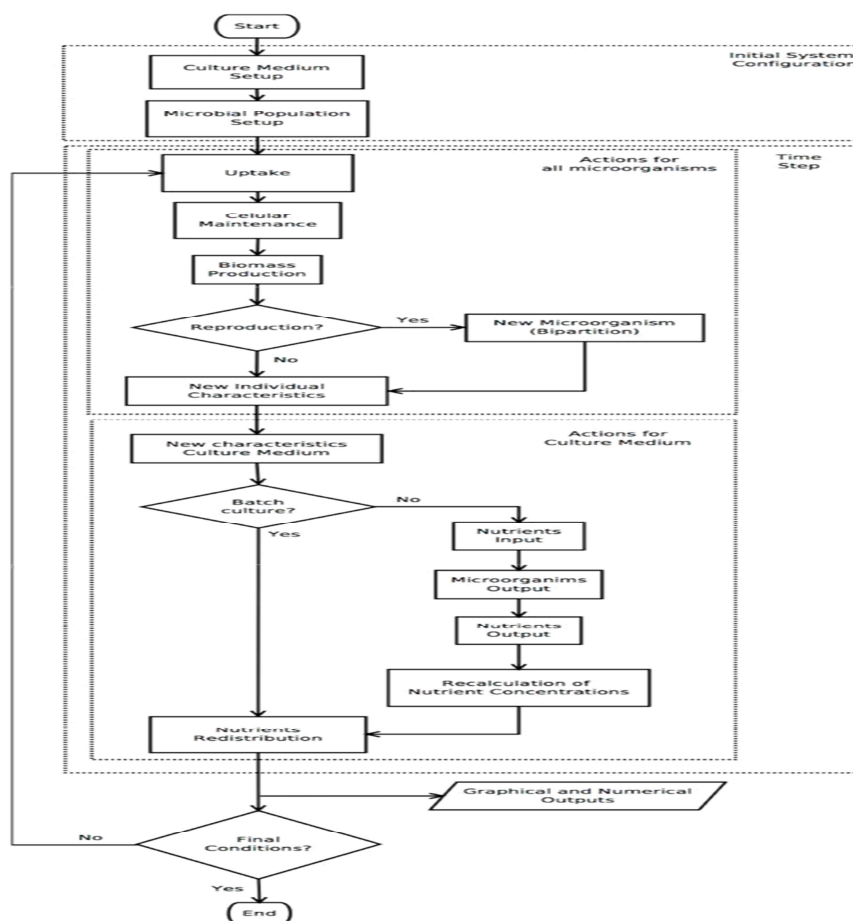 Start
Initial System
Configuration
Culture Medium
Setup
Microbial Population
Setup
Actions for
all microorganisms
Time
Step
Uptake
Celular
Maintenance
Biomass
Production
Reproduction?
Yes
New Microorganism
(Bipartition)
No
New Individual
Characteristics
Actions for
Culture Medium
New characteristics
Culture Medium
Batch
culture?
No
Yes
Nutrients
Input
Microorganims
Output
Nutrients
Output
Recalculation of
Nutrient Concentrations
Nutrients
Redistribution
Graphical and Numerical
Outputs
Final
Conditions?
No
Yes
End